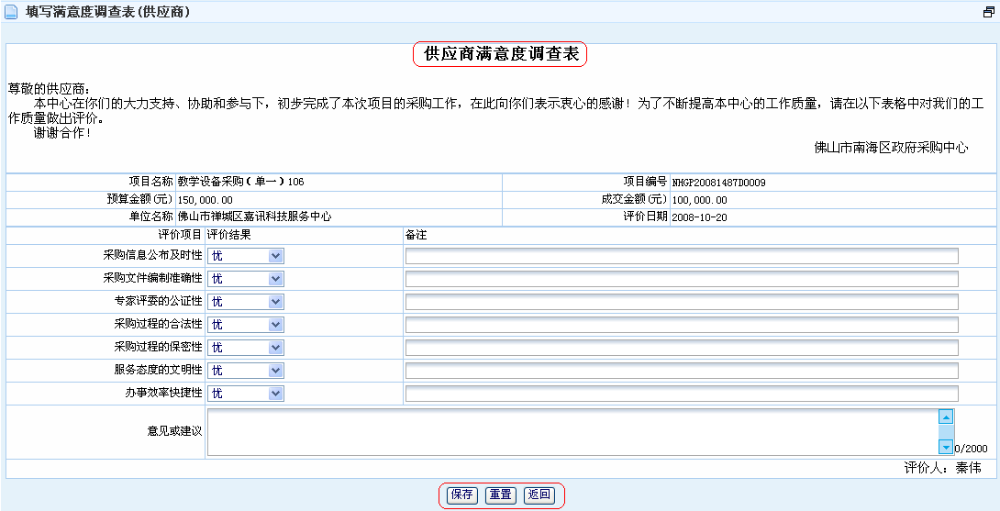 填写满意度调查表(供应商)
供应商满意度调查表
尊敬的供应商：
本中心在你们的大力支持、协助和参与下，初步完成了本次项目的采购工作，在此向你们表示衷心的感谢！为了不断提高本中心的工作质量，请在以下表格中对我们的工
作质量做出评价。
谢谢合作！
佛山市南海区政府采购中心
项目名称 教学设备采购(单一)106 项目编号 NHGP20081487D0009
预算金额(元) 150,000.00 成交金额(元) 100,000.00
单位名称 佛山市禅城区嘉讯科技服务中心 评价日期 2008-10-20
评价项目 评价结果 备注
采购信息公布及时性 优
采购文件编制准确性 优
专家评委的公证性 优
采购过程的合法性 优
采购过程的保密性 优
服务态度的文明性 优
办事效率快捷性 优
意见或建议 0/2000
评价人：秦伟
保存 重置 返回